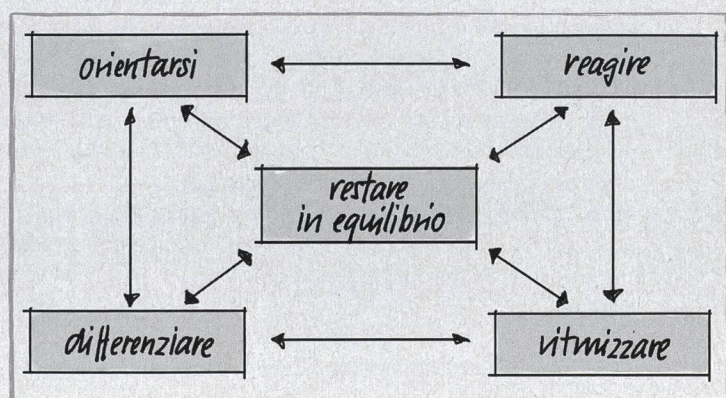 orientarsi
reagire
restare
in equilibrio
differenziare
ritmizzare